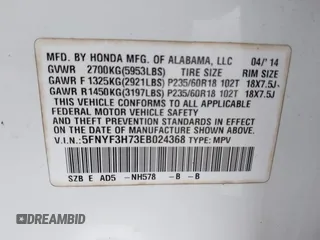 MFD. BY HONDA MFG. OF ALABAMA, LLC 04/'14
GVWR 2700KG(5953LBS) TIRE SIZE RIM SIZE
GAWR F 1325KG(2921LBS) P235/60R18 102T 18X7.5J
GAWR R 1450KG(3197LBS) P235/60R18 102T 18X7.5J
THIS VEHICLE CONFORMS TO ALL APPLICABLE
FEDERAL MOTOR VEHICLE SAFETY AND
THEFT PREVENTION STANDARDS IN EFFECT ON
THE DATE OF MANUFACTURE SHOWN ABOVE.
V.I.N.: 5FNYF3H73EB024368 TYPE: MPV
SZB E AD5 -NH578 -B -B
DREAMBID
dreambid.com